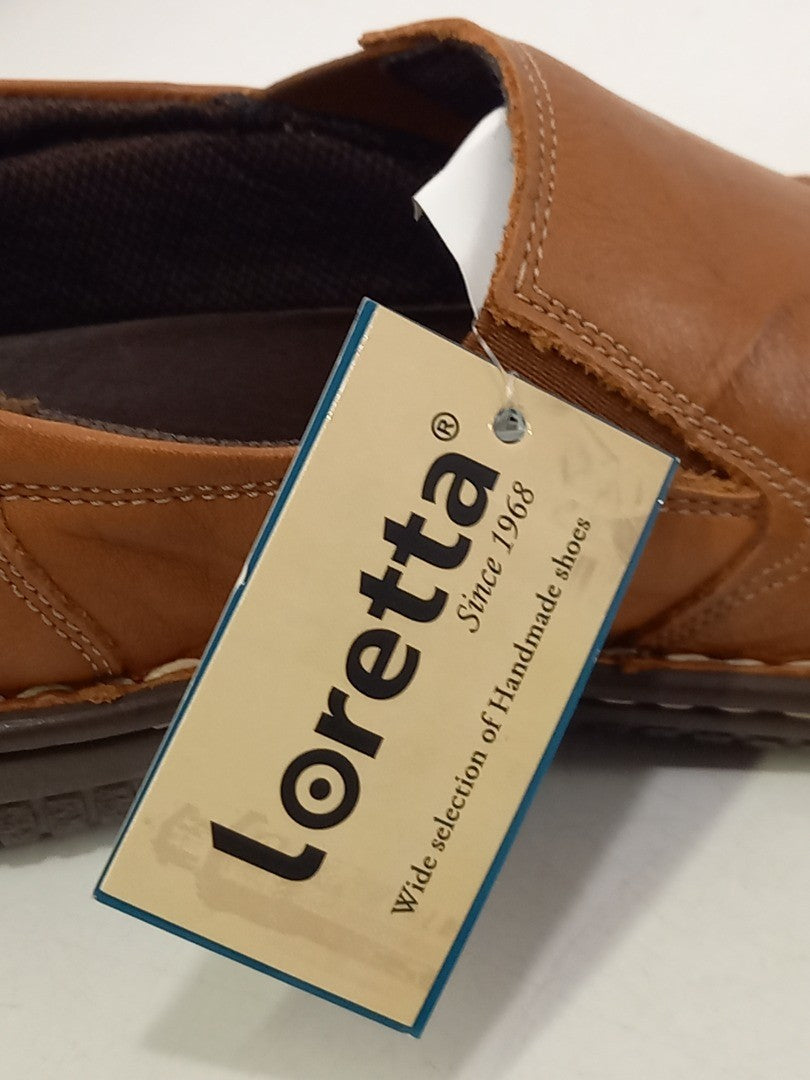 loretta®
Since 1968
Wide selection of Handmade shoes